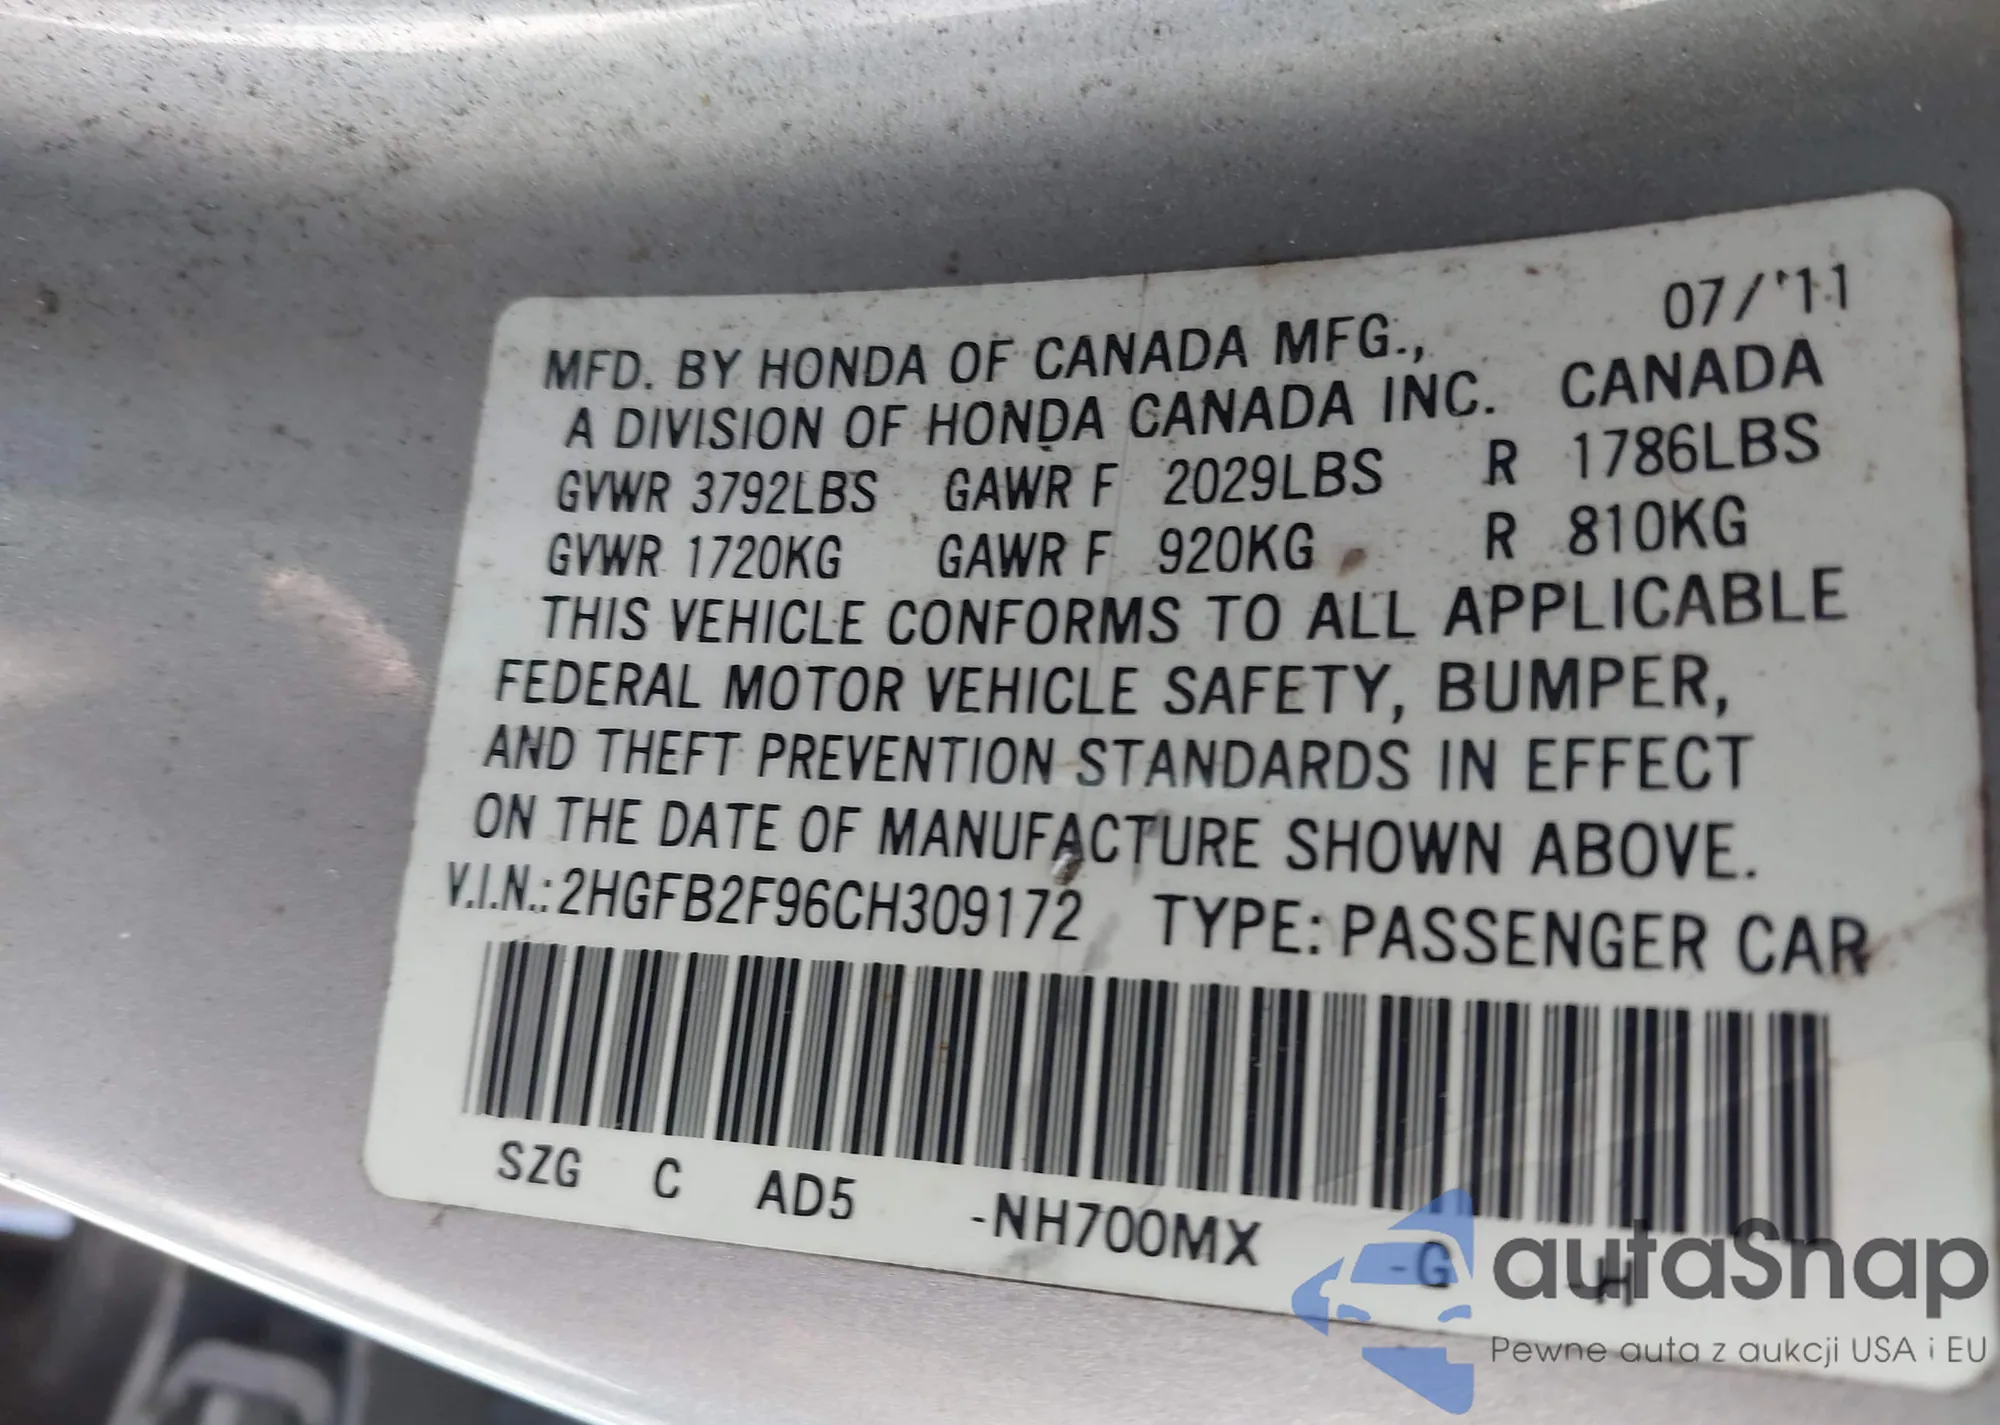 07/'11
MFD. BY HONDA OF CANADA MFG.,
A DIVISION OF HONDA CANADA INC. CANADA
GVWR 3792LBS GAWR F 2029LBS R 1786LBS
GVWR 1720KG GAWR F 920KG R 810KG
THIS VEHICLE CONFORMS TO ALL APPLICABLE
FEDERAL MOTOR VEHICLE SAFETY, BUMPER,
AND THEFT PREVENTION STANDARDS IN EFFECT
ON THE DATE OF MANUFACTURE SHOWN ABOVE.
V.I.N.: 2HGFB2F96CH309172 TYPE: PASSENGER CAR
SZG C AD5 -NH700MX -G -H
autaSnap
Pewne auta z aukcji USA i EU